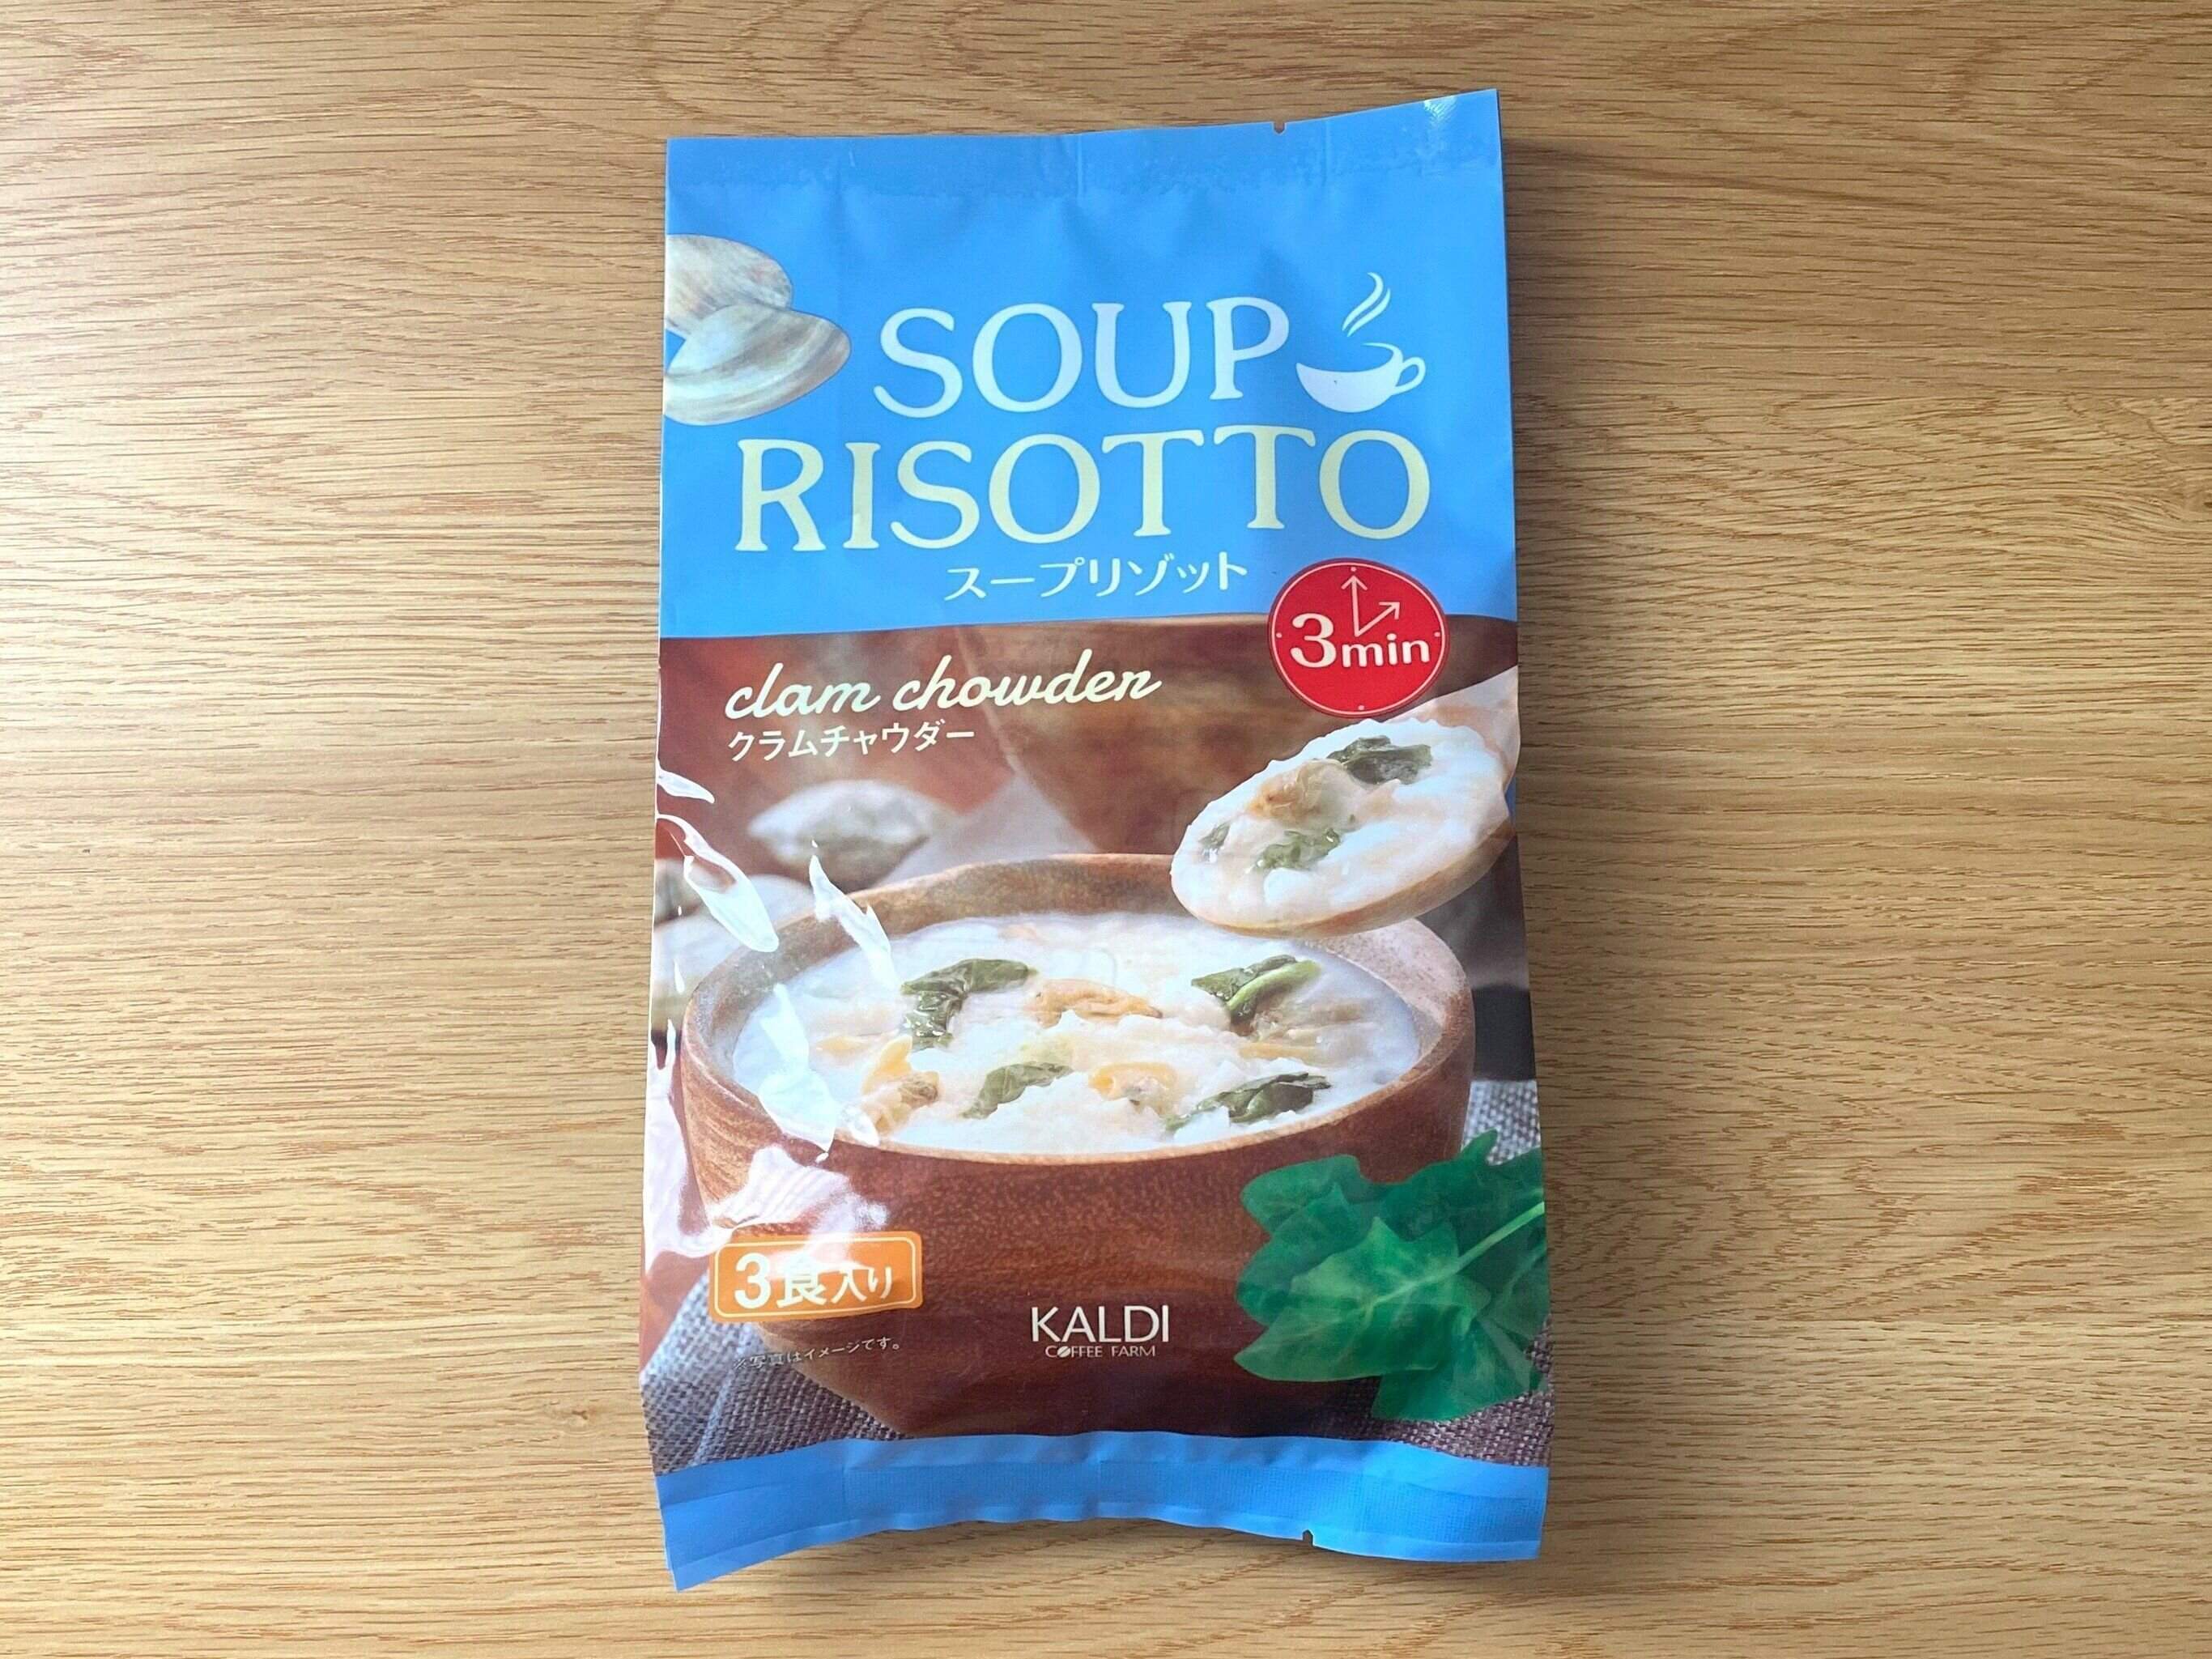 SOUP
RISOTTO
スープリゾット
3min
clam chowder
クラムチャウダー
3食入り
※写真はイメージです。
KALDI
COFFEE FARM